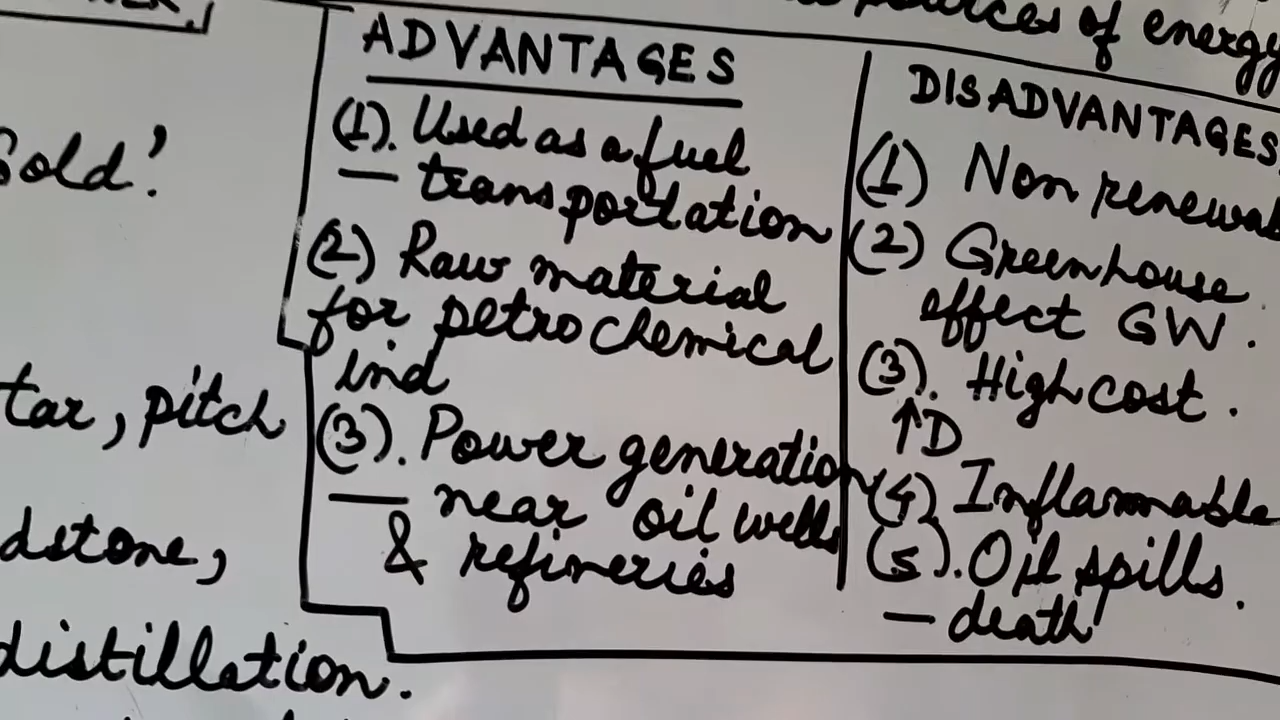 sources of energy
Gold'.
tar, pitch
distillation.
ADVANTAGES
(1). Used as a fuel
— transportation
(2) Raw material
for petrochemical
ind
(3). Power generation
— near oil wells
& refineries
DISADVANTAGES.
(1) Non renewab
(2) Greenhouse
effect GW.
(3). High cost.
↑D
(4) Inflammable
(5). Oil spills.
— death